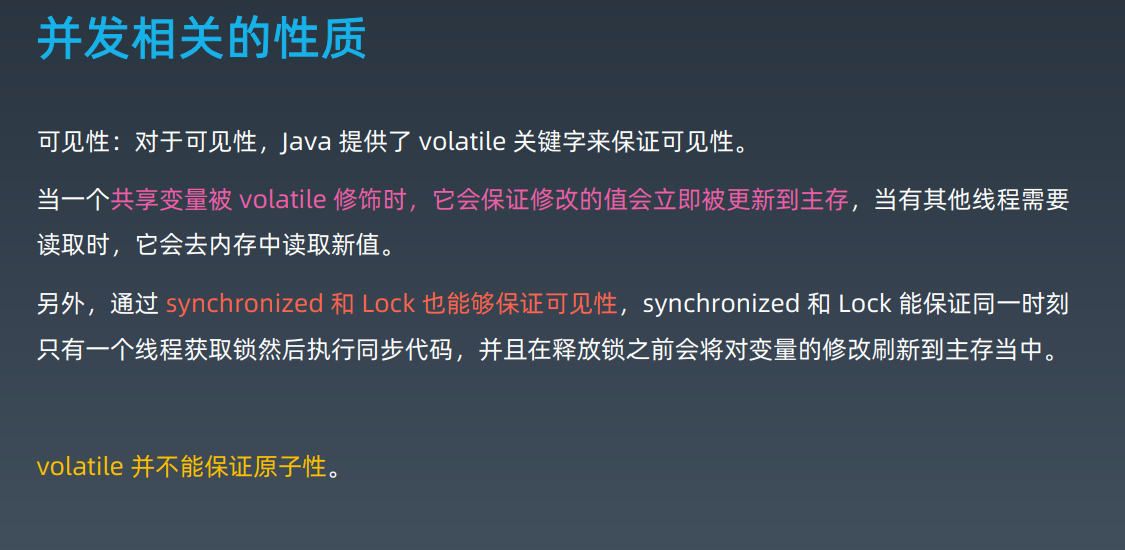 并发相关的性质
可见性：对于可见性，Java 提供了 volatile 关键字来保证可见性。
当一个共享变量被 volatile 修饰时，它会保证修改的值会立即被更新到主存，当有其他线程需要
读取时，它会去内存中读取新值。
另外，通过 synchronized 和 Lock 也能够保证可见性，synchronized 和 Lock 能保证同一时刻
只有一个线程获取锁然后执行同步代码，并且在释放锁之前会将对变量的修改刷新到主存当中。
volatile 并不能保证原子性。